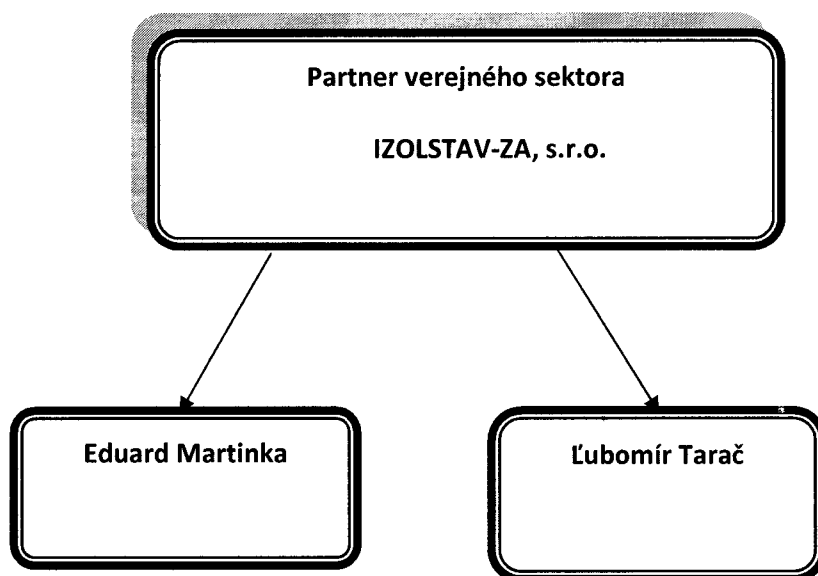 Partner verejného sektora
IZOLSTAV-ZA, s.r.o.
Eduard Martinka
Ľubomír Tarač